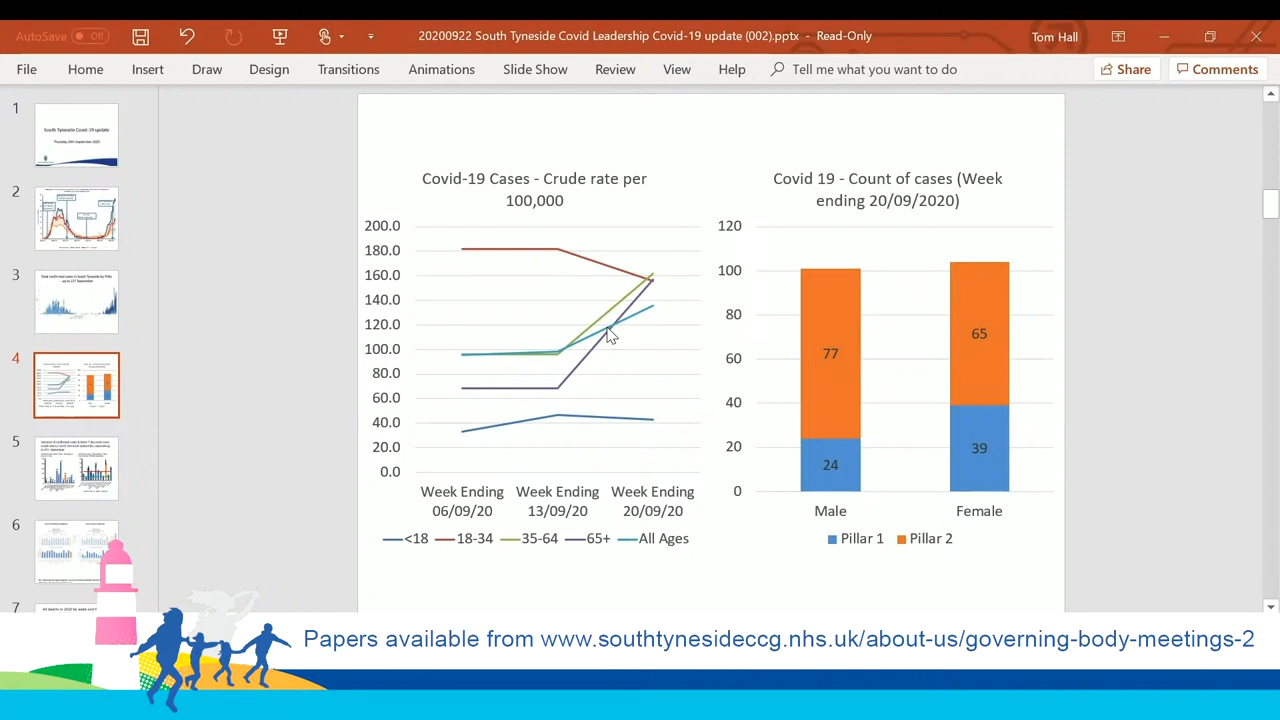 AutoSave Off
20200922 South Tyneside Covid Leadership Covid-19 update (002).pptx - Read-Only
Tom Hall
File Home Insert Draw Design Transitions Animations Slide Show Review View Help Tell me what you want to do Share Comments
1
South Tyneside Covid-19 update
2
3
4
5
6
7
Covid-19 Cases - Crude rate per
100,000
200.0
180.0
160.0
140.0
120.0
100.0
80.0
60.0
40.0
20.0
0.0
Week Ending Week Ending Week Ending
06/09/20 13/09/20 20/09/20
<18 18-34 35-64 65+ All Ages
Covid 19 - Count of cases (Week
ending 20/09/2020)
120
100
80
60
40
20
0
77
65
24
39
Male Female
Pillar 1 Pillar 2
Papers available from www.southtynesideccg.nhs.uk/about-us/governing-body-meetings-2